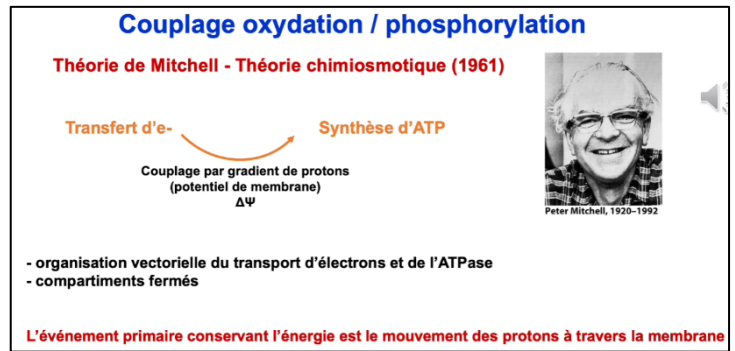 Couplage oxydation / phosphorylation
Théorie de Mitchell - Théorie chimiosmotique (1961)
Transfert d'e-
Synthèse d'ATP
Couplage par gradient de protons
(potentiel de membrane)
ΔΨ
Peter Mitchell, 1920–1992
- organisation vectorielle du transport d'électrons et de l'ATPase
- compartiments fermés
L'événement primaire conservant l'énergie est le mouvement des protons à travers la membrane